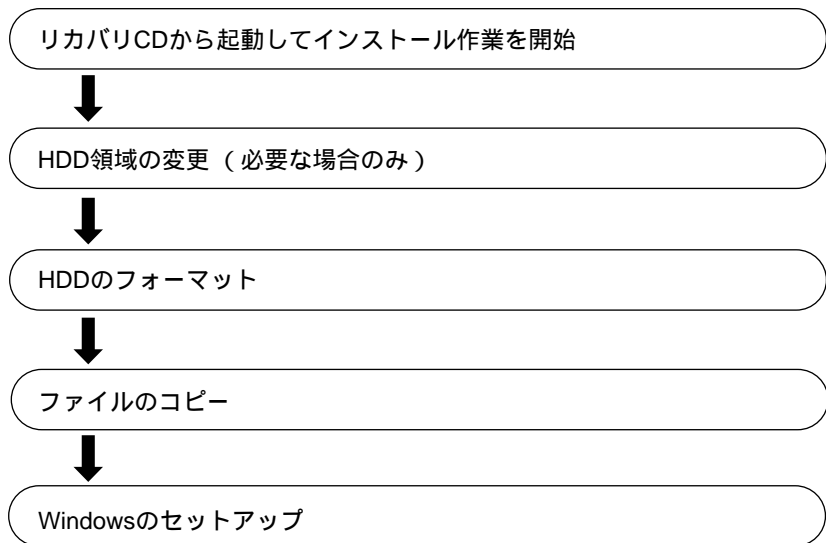 リカバリCDから起動してインストール作業を開始
HDD領域の変更（必要な場合のみ）
HDDのフォーマット
ファイルのコピー
Windowsのセットアップ